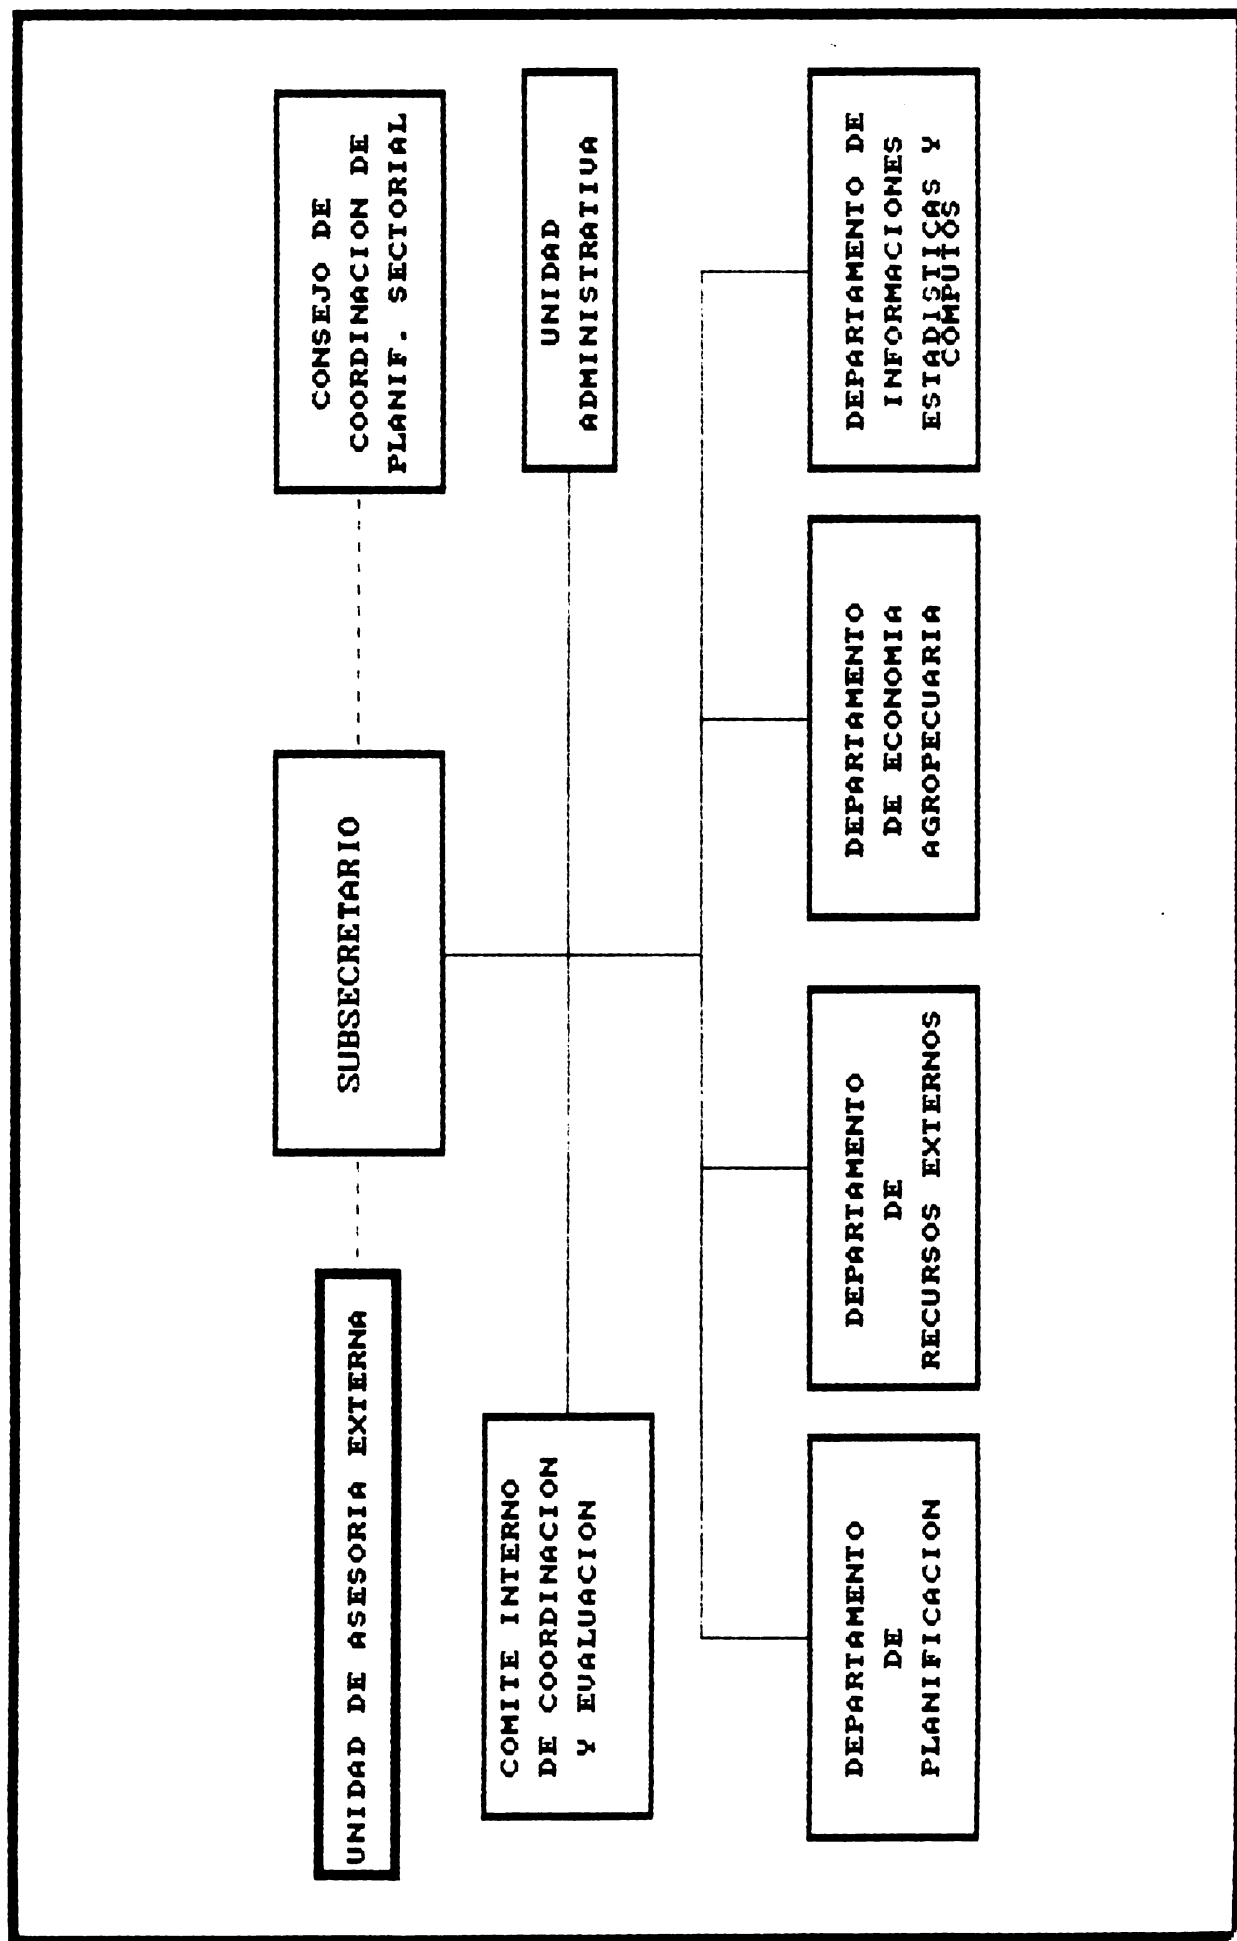 UNIDAD DE ASESORIA EXTERNA
SUBSECRETARIO
CONSEJO DE
COORDINACION DE
PLANIF. SECTORIAL
COMITE INTERNO
DE COORDINACION
Y EVALUACION
UNIDAD
ADMINISTRATIVA
DEPARTAMENTO
DE
PLANIFICACION
DEPARTAMENTO
DE
RECURSOS EXTERNOS
DEPARTAMENTO
DE ECONOMIA
AGROPECUARIA
DEPARTAMENTO DE
INFORMACIONES
ESTADISTICAS Y
COMPUTOS